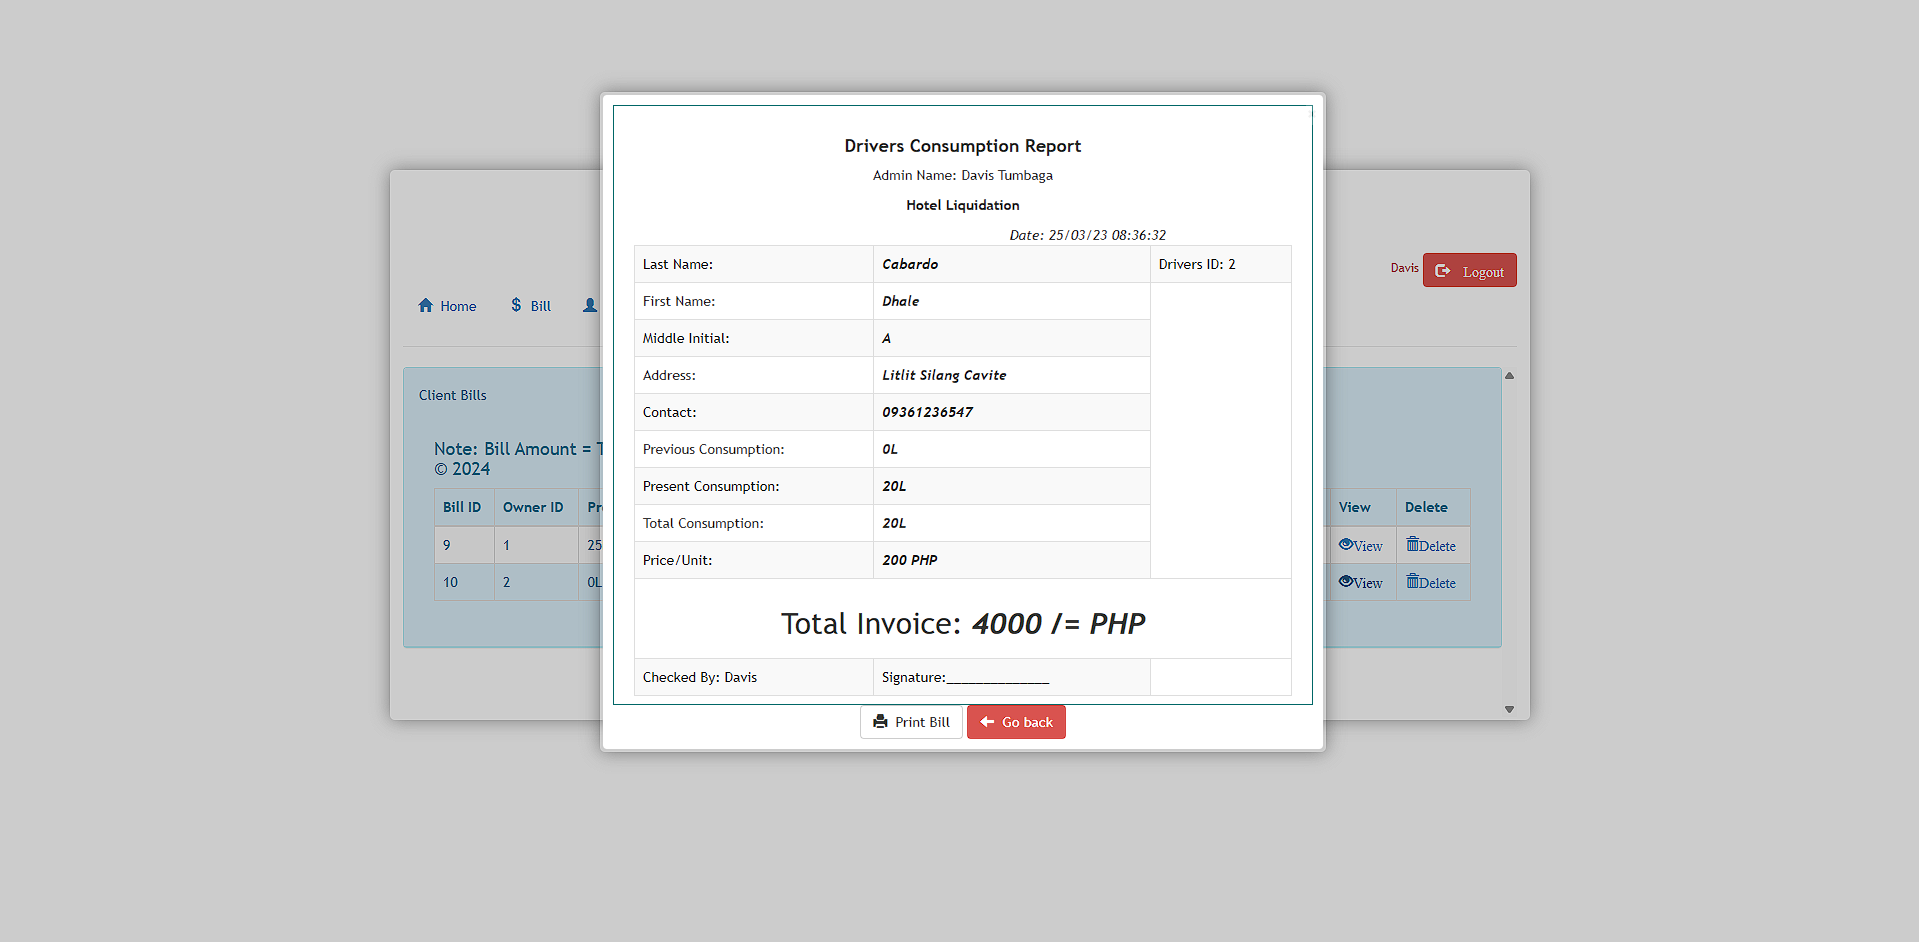 Drivers Consumption Report
Admin Name: Davis Tumbaga
Hotel Liquidation
Date: 25/03/23 08:36:32
Last Name: Cabardo Drivers ID: 2
First Name: Dhale
Middle Initial: A
Address: Litlit Silang Cavite
Contact: 09361236547
Previous Consumption: 0L
Present Consumption: 20L
Total Consumption: 20L
Price/Unit: 200 PHP
Total Invoice: 4000 /= PHP
Checked By: Davis Signature:______________
Print Bill Go back
Davis Logout
Home $ Bill
Client Bills
Note: Bill Amount =
© 2024
Bill ID Owner ID View Delete
9 1 25 View Delete
10 2 0L View Delete